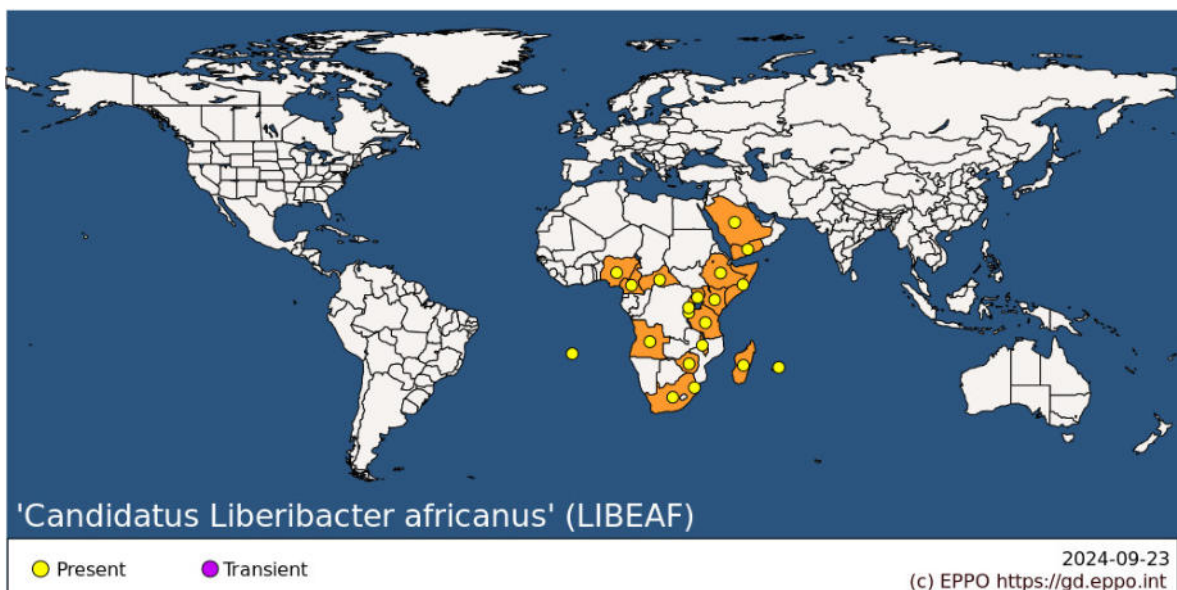 'Candidatus Liberibacter africanus' (LIBEAF)
Present
Transient
2024-09-23
(c) EPPO https://gd.eppo.int